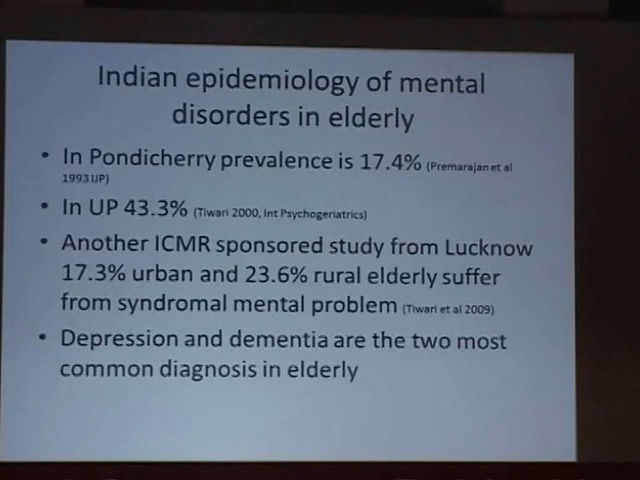 Indian epidemiology of mental
disorders in elderly
• In Pondicherry prevalence is 17.4% (Premarajan et al
1993 IJP)
• In UP 43.3% (Tiwari 2000, Int Psychogeriatrics)
• Another ICMR sponsored study from Lucknow
17.3% urban and 23.6% rural elderly suffer
from syndromal mental problem (Tiwari et al 2009)
• Depression and dementia are the two most
common diagnosis in elderly